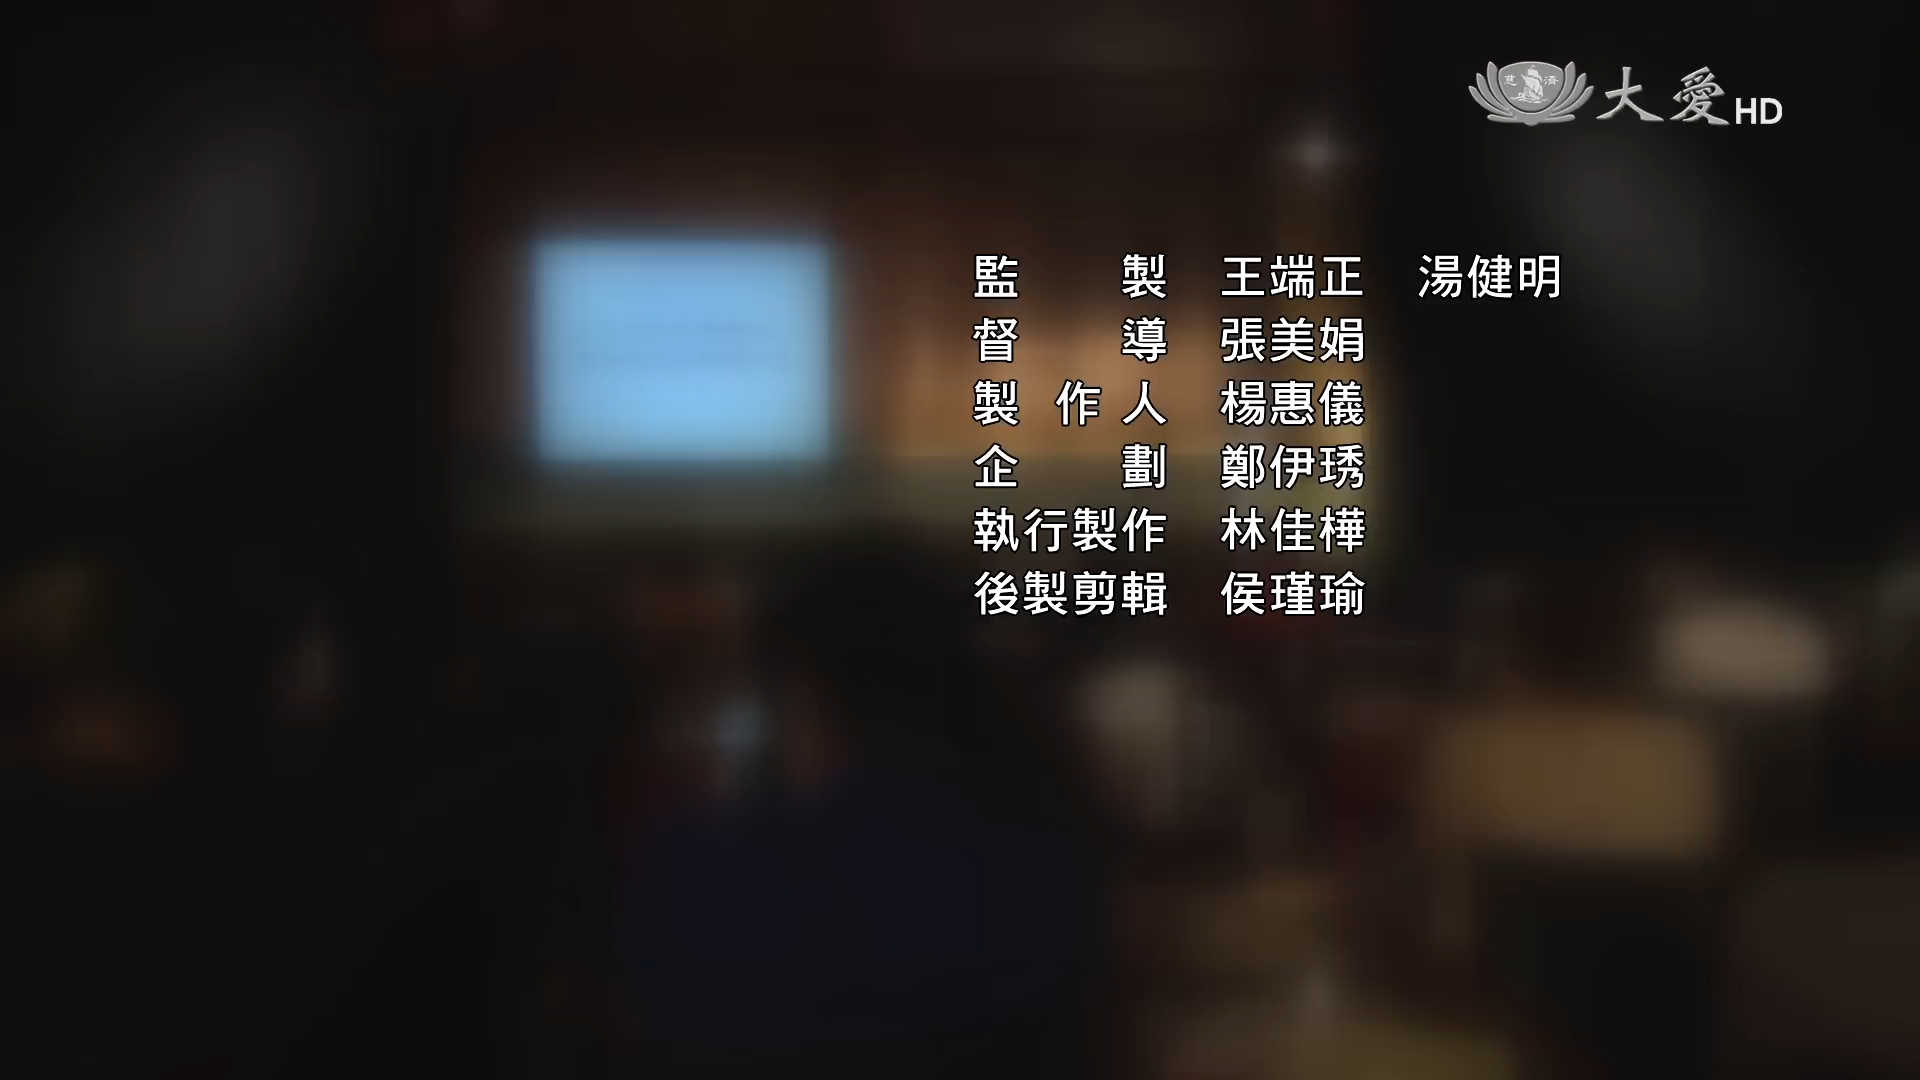 慈濟 大愛HD
監製 王端正 湯健明
督導 張美娟
製作人 楊惠儀
企劃 鄭伊琇
執行製作 林佳樺
後製剪輯 侯瑾瑜